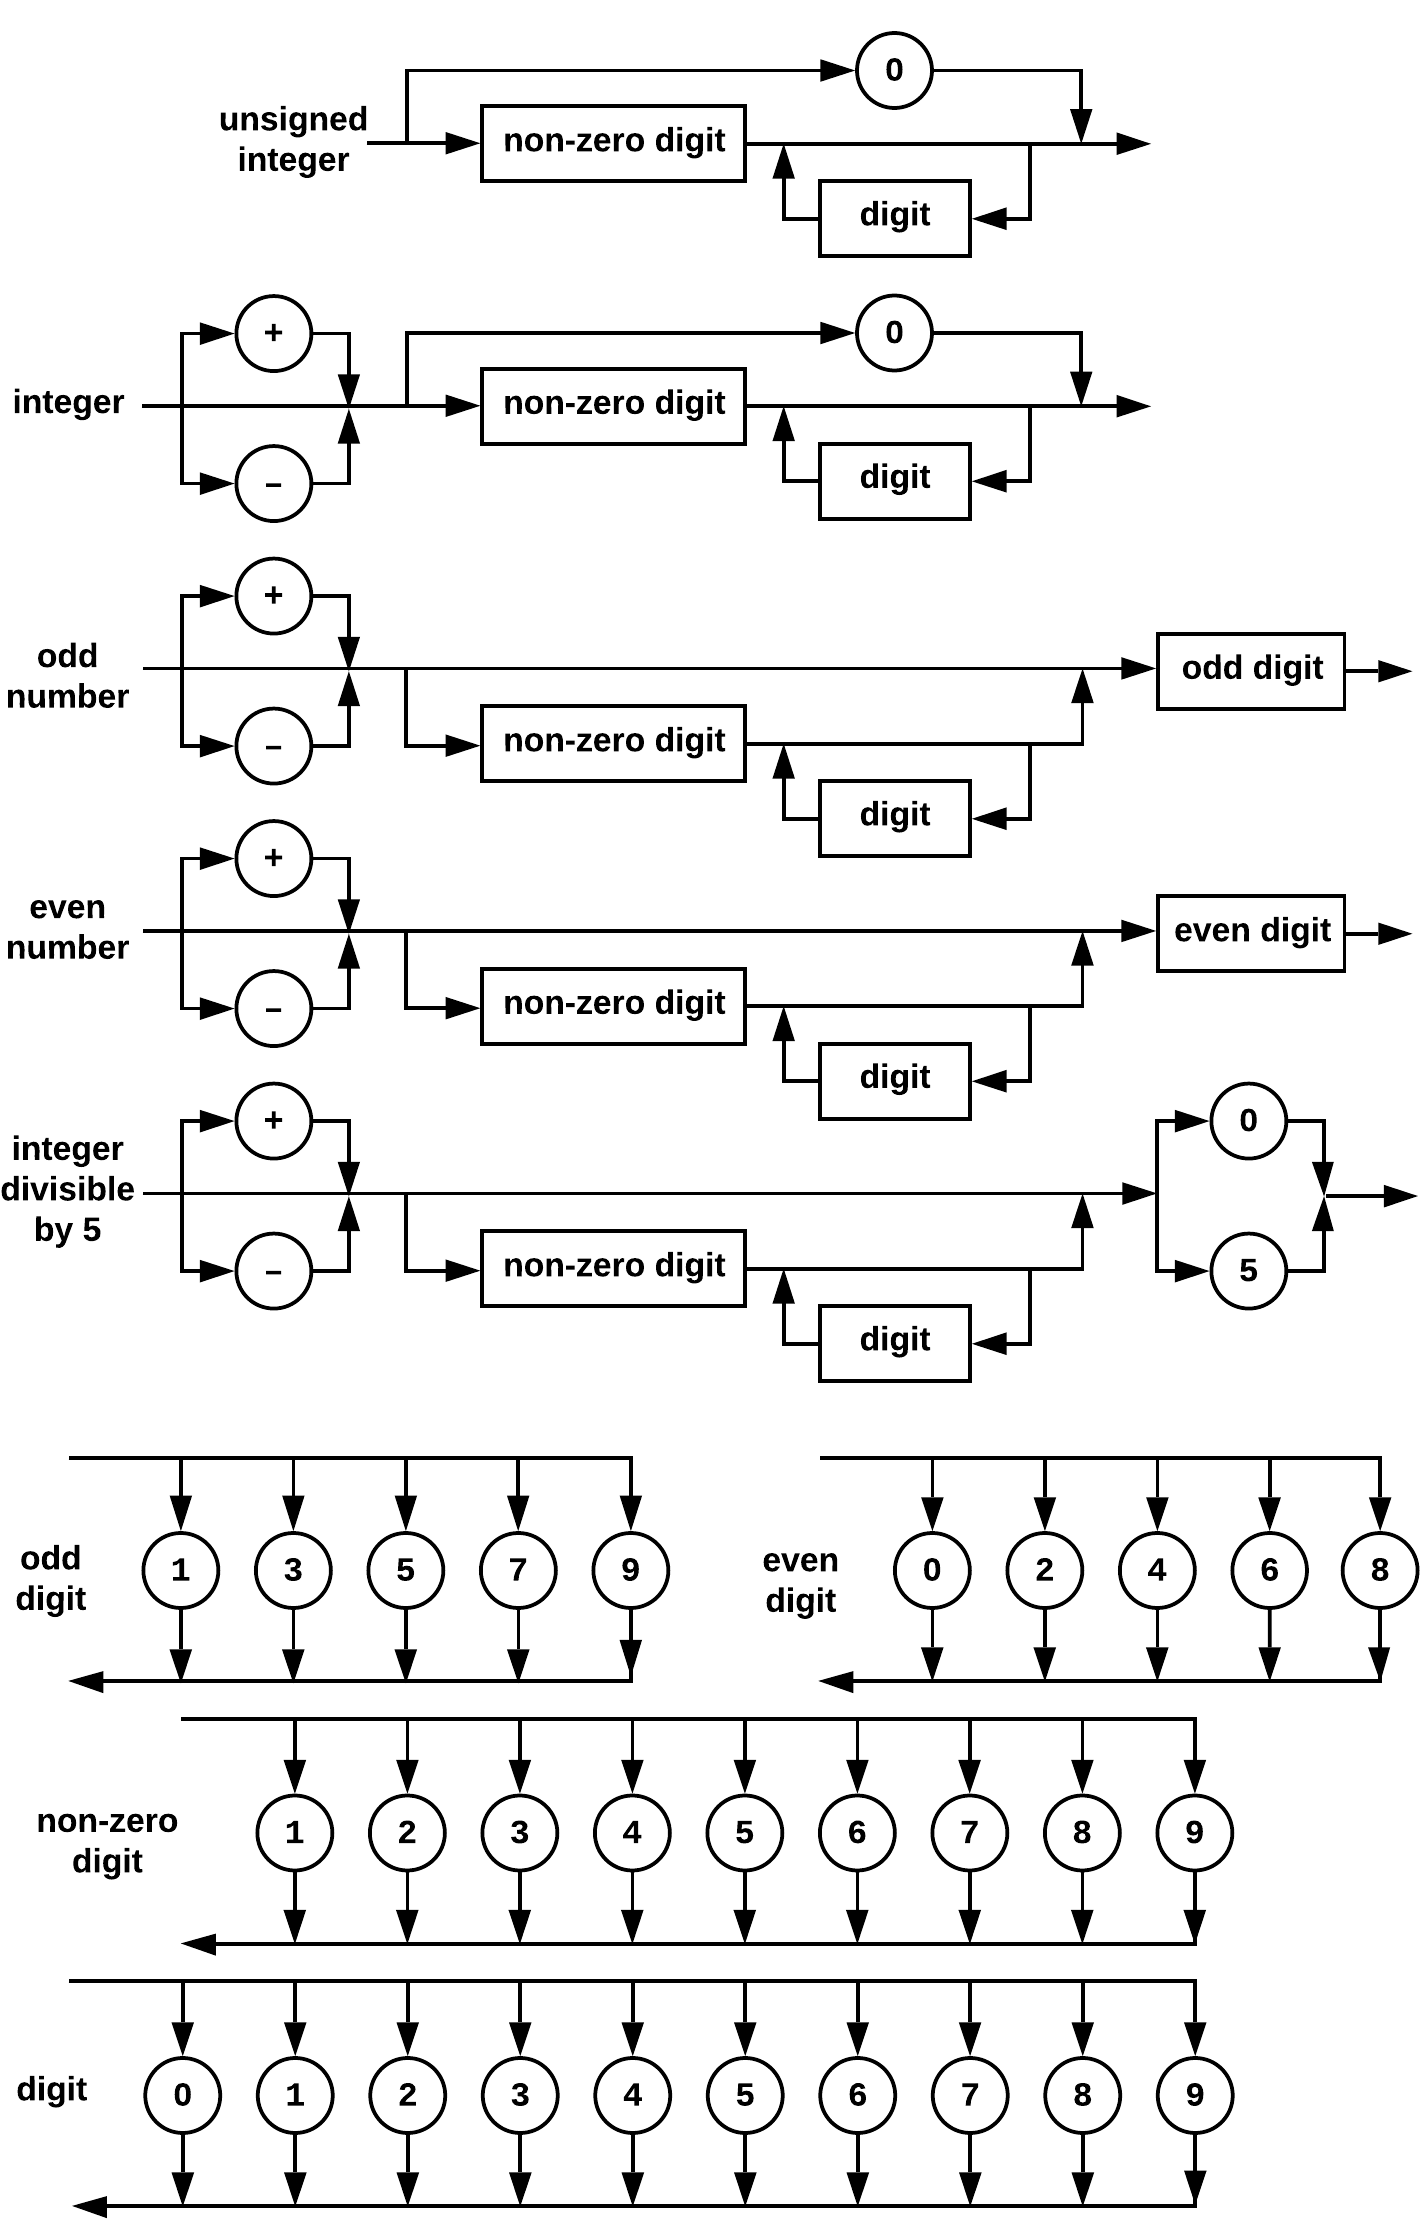 0
unsigned
integer
non-zero digit
digit
+
0
integer
non-zero digit
–
digit
+
odd
number
odd digit
non-zero digit
–
digit
+
even
number
even digit
non-zero digit
–
digit
+
0
integer
divisible
by 5
non-zero digit
–
5
digit
odd
digit
1 3 5 7 9
even
digit
0 2 4 6 8
non-zero
digit
1 2 3 4 5 6 7 8 9
digit
0 1 2 3 4 5 6 7 8 9